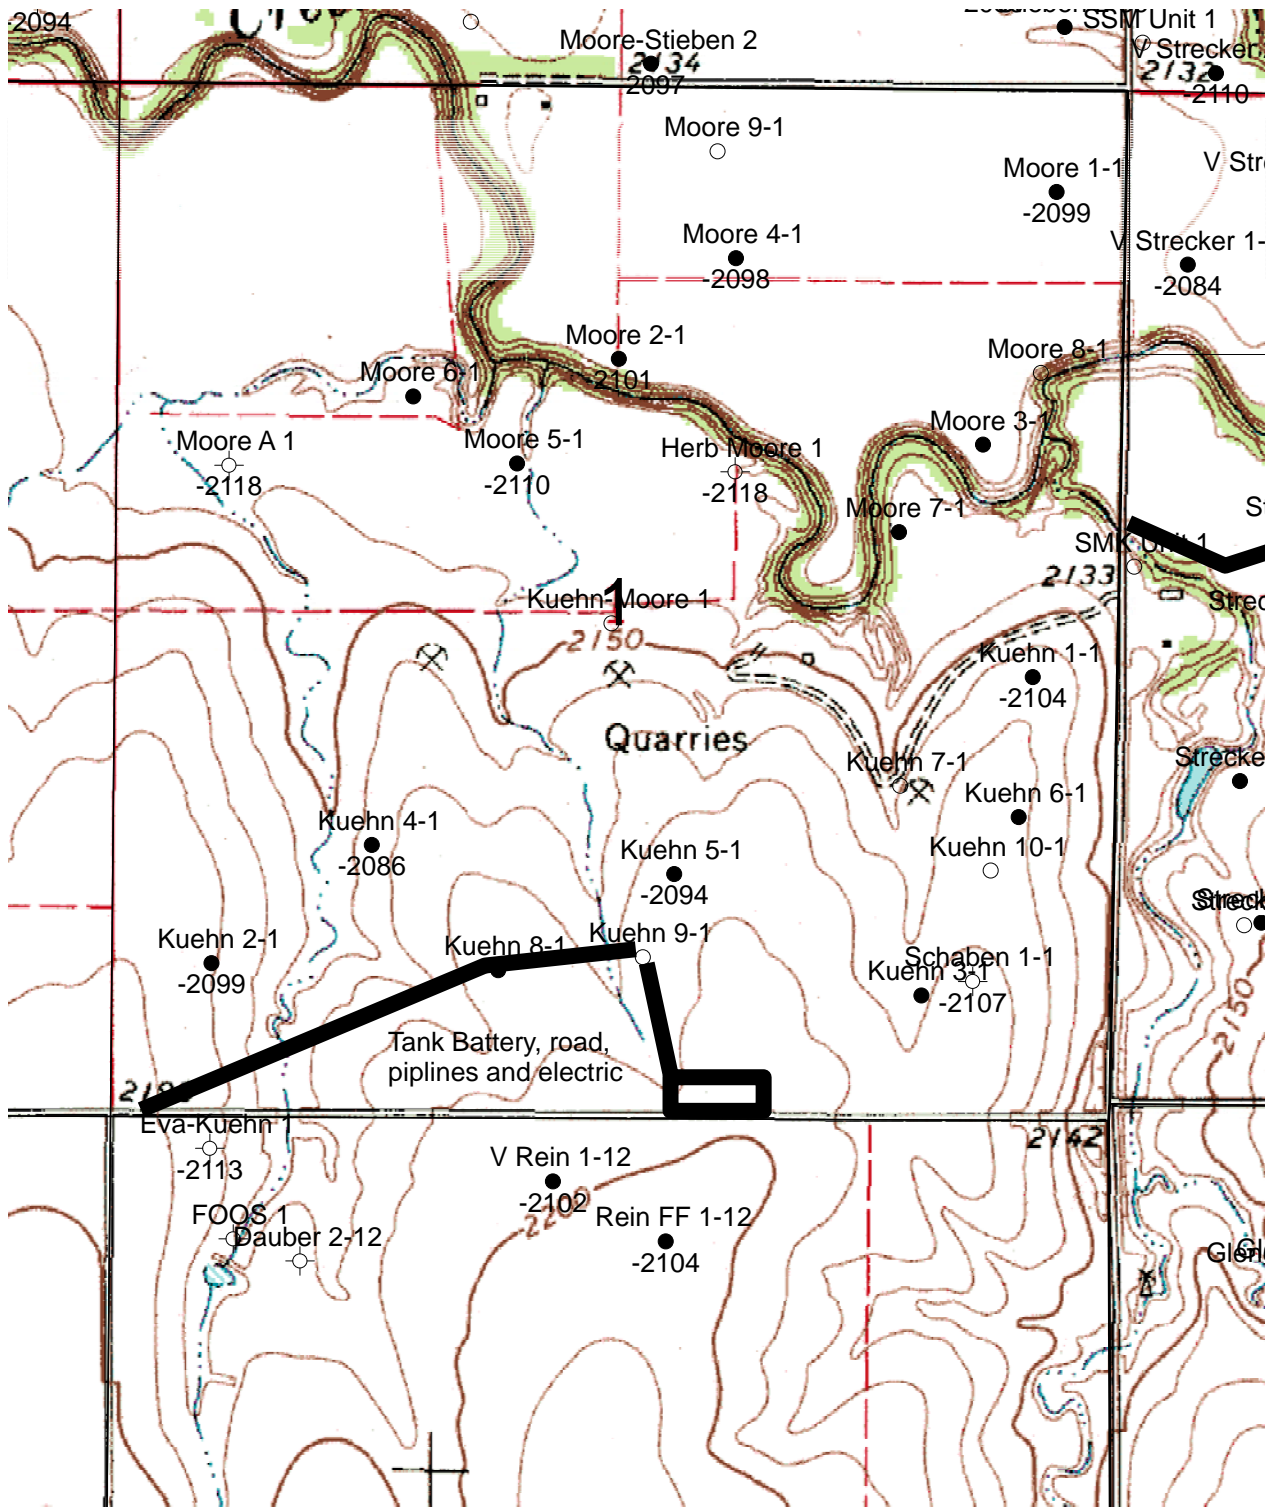 -2094
SSM Unit 1
Moore-Stieben 2
2134
2097
V Strecker
2132
-2110
Moore 9-1
Moore 1-1
-2099
V Str
Moore 4-1
-2098
V Strecker 1-
-2084
Moore 2-1
-2101
Moore 8-1
Moore 6-1
Moore A 1
-2118
Moore 5-1
-2110
Herb Moore 1
-2118
Moore 3-1
Moore 7-1
St
SMK Unit 1
2133
Strec
1
Kuehn-Moore 1
2150
Kuehn 1-1
-2104
Quarries
Kuehn 7-1
Strecke
Kuehn 6-1
Kuehn 4-1
-2086
Kuehn 5-1
-2094
Kuehn 10-1
Kuehn 2-1
-2099
Kuehn 8-1
Kuehn 9-1
Schaben 1-1
Kuehn 3-1
-2107
2150
Tank Battery, road,
piplines and electric
Eva-Kuehn 1
-2113
2142
V Rein 1-12
-2102
2200
FOOS 1
Dauber 2-12
Rein FF 1-12
-2104